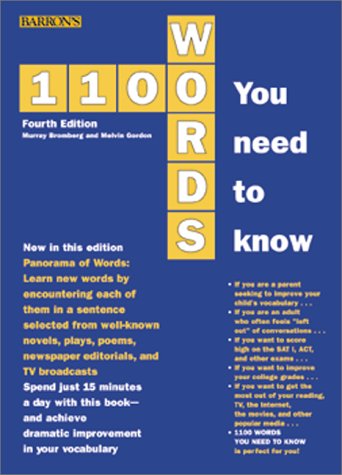 BARRON'S
1100
WORDS
Fourth Edition
Murray Bromberg and Melvin Gordon
You
need
to
know
New in this edition
Panorama of Words:
Learn new words by
encountering each of
them in a sentence
selected from well-known
novels, plays, poems,
newspaper editorials, and
TV broadcasts
Spend just 15 minutes
a day with this book—
and achieve
dramatic improvement
in your vocabulary
• If you are a parent
seeking to improve your
child's vocabulary . . .
• If you are an adult
who often feels "left
out" of conversations . . .
• If you want to score
high on the SAT I, ACT,
and other exams . . .
• If you want to improve
your college grades . . .
• If you want to get the
most out of your reading,
TV, the Internet,
the movies, and other
popular media . . .
• 1100 WORDS
YOU NEED TO KNOW
is perfect for you!